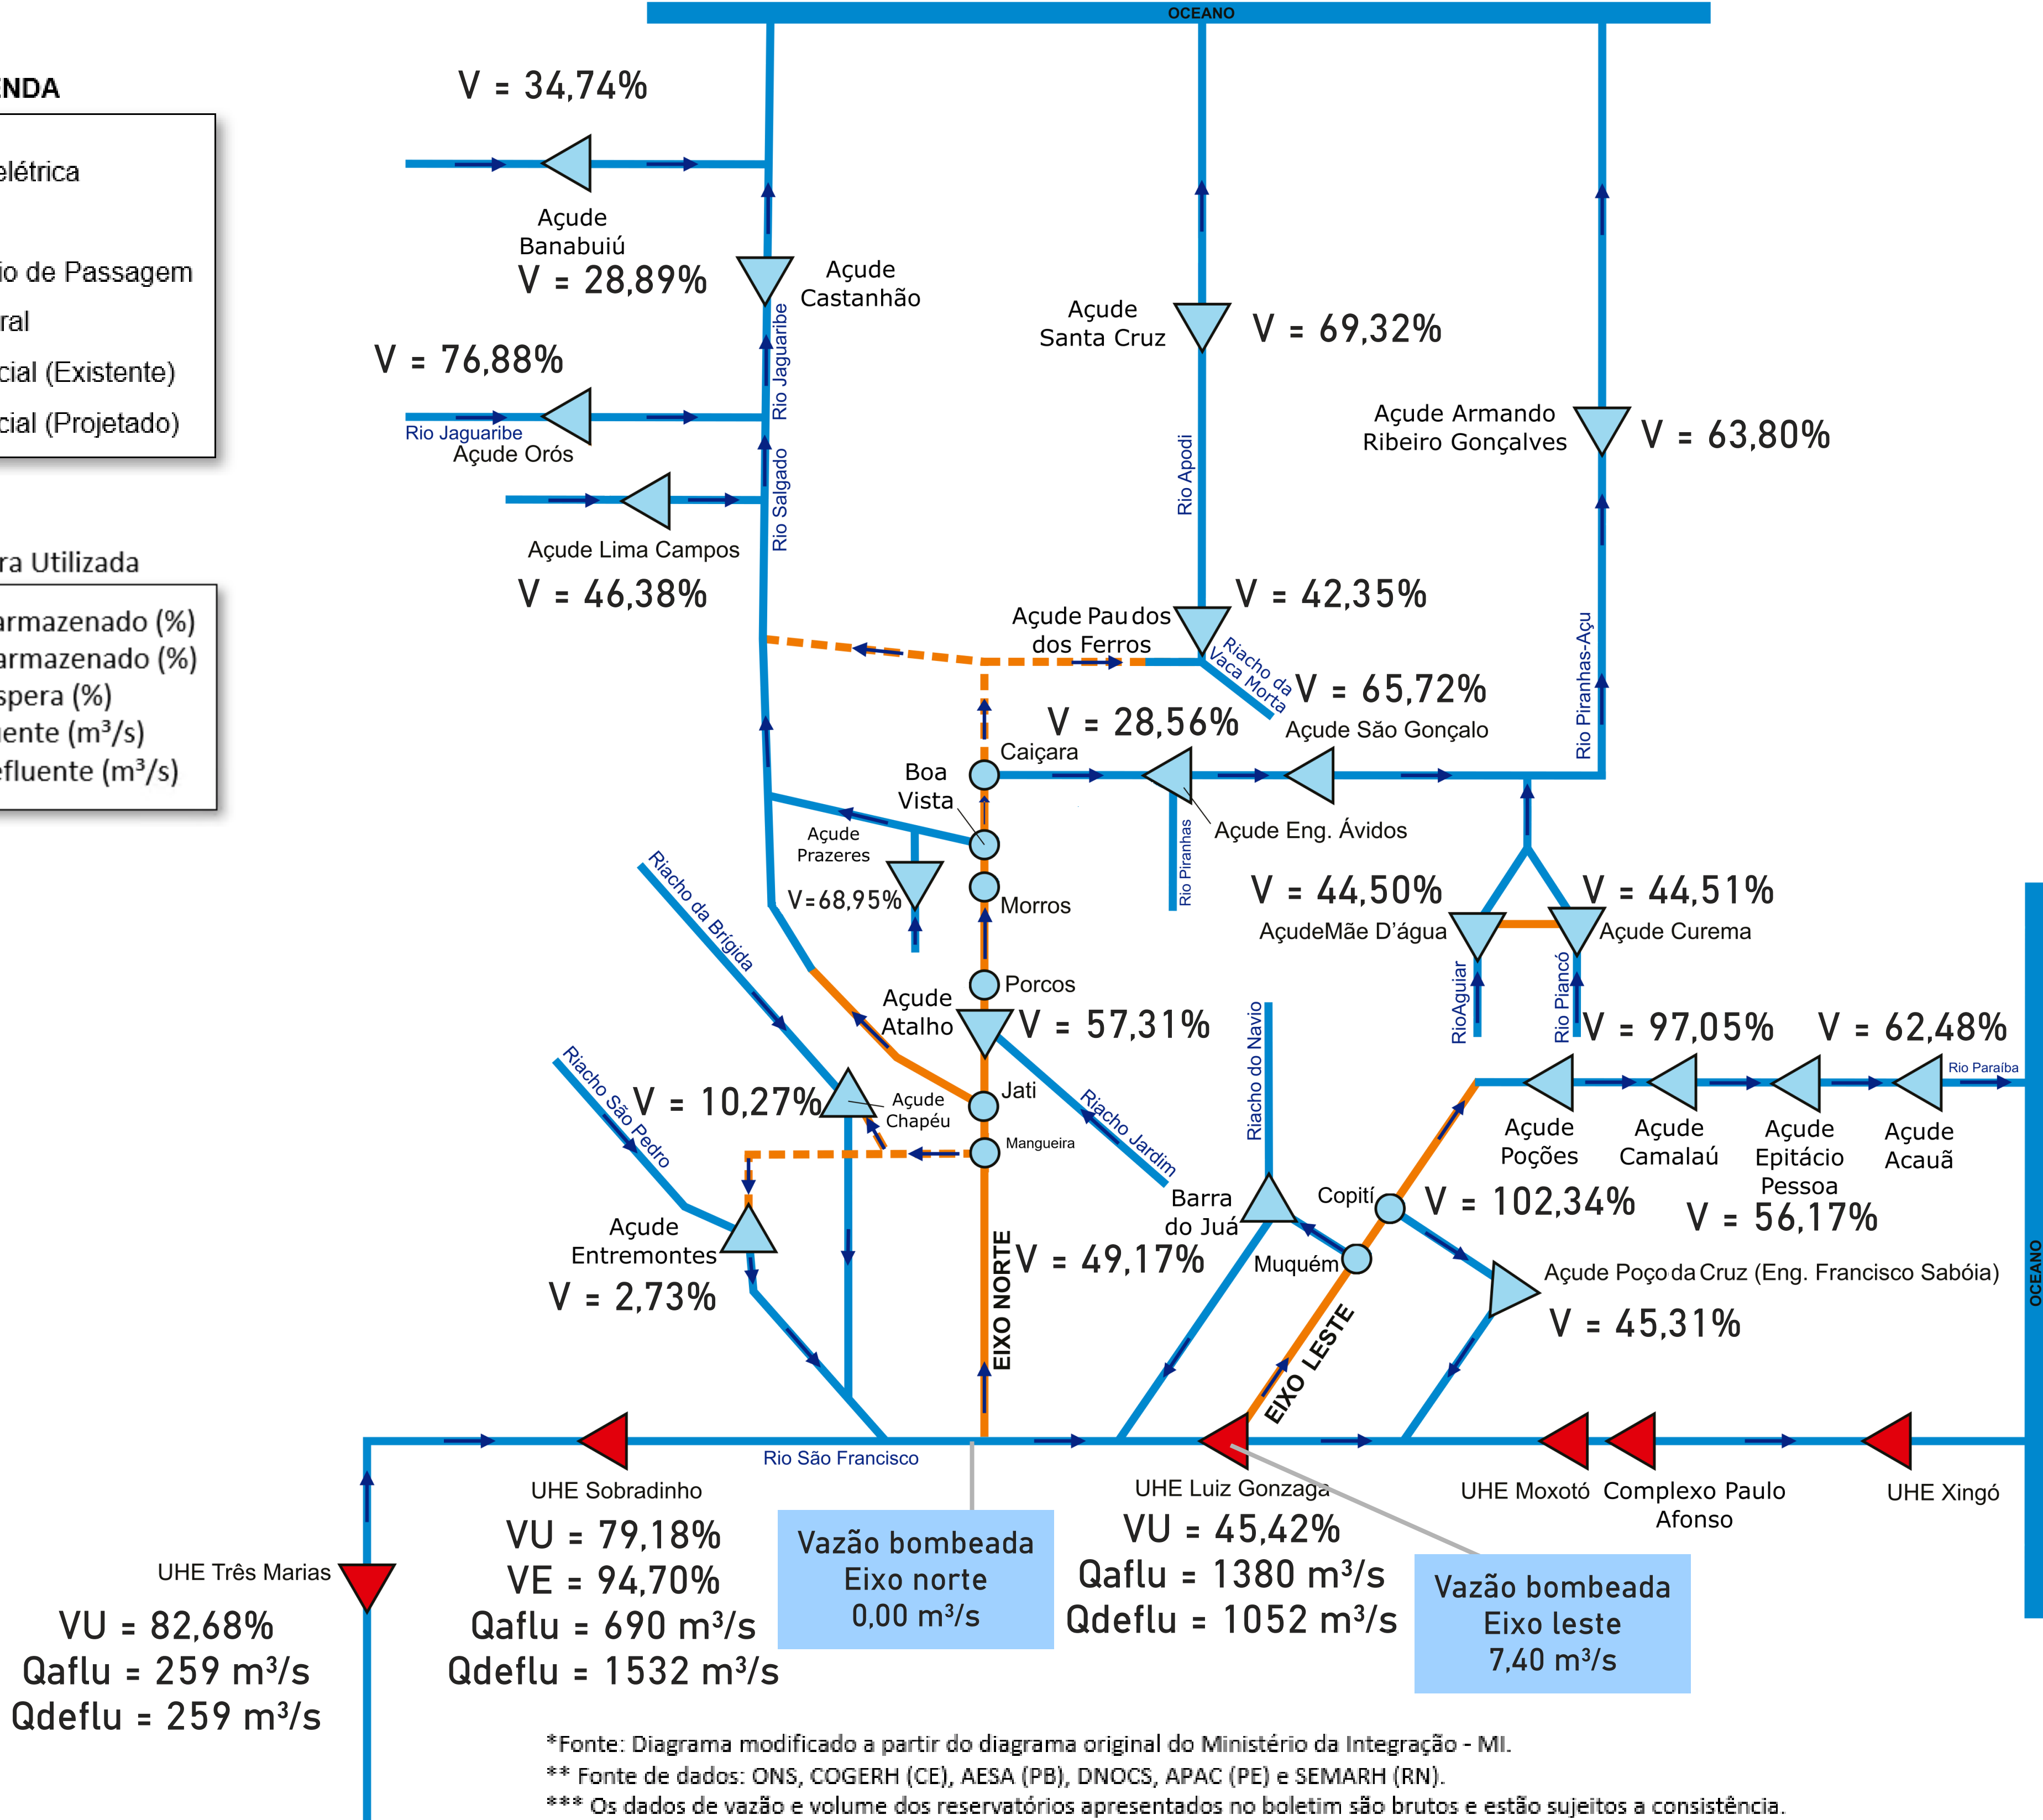 OCEANO
ENDA
elétrica
io de Passagem
ral
cial (Existente)
cial (Projetado)
ra Utilizada
armazenado (%)
armazenado (%)
spera (%)
uente (m³/s)
efluente (m³/s)
V = 34,74%
Açude
Banabuiú
V = 28,89%
Açude
Castanhão
Rio Jaguaribe
V = 76,88%
Rio Jaguaribe
Açude Orós
Rio Salgado
Açude Lima Campos
V = 46,38%
Açude
Santa Cruz
V = 69,32%
Rio Apodi
Açude Armando
Ribeiro Gonçalves
V = 63,80%
Rio Piranhas-Açu
Açude Pau dos
dos Ferros
V = 42,35%
Riacho da
Vaca Morta
V = 65,72%
Açude São Gonçalo
V = 28,56%
Caiçara
Boa
Vista
Açude Eng. Ávidos
Rio Piranhas
Açude
Prazeres
V=68,95%
Morros
Porcos
V = 44,50%
AçudeMãe D'água
V = 44,51%
Açude Curema
RioAguiar
Rio Piancó
Riacho da Brígida
Açude
Atalho
V = 57,31%
Riacho São Pedro
V = 10,27%
Açude
Chapéu
Jati
Mangueira
Riacho Jardim
Riacho do Navio
V = 97,05%
V = 62,48%
Rio Paraíba
Açude
Poções
Açude
Camalaú
Açude
Epitácio
Pessoa
Açude
Acauã
V = 102,34%
V = 56,17%
Açude
Entremontes
V = 2,73%
EIXO NORTE
V = 49,17%
Barra
do Juá
Copití
Muquém
EIXO LESTE
Açude Poço da Cruz (Eng. Francisco Sabóia)
V = 45,31%
OCEANO
Rio São Francisco
UHE Sobradinho
VU = 79,18%
VE = 94,70%
Qaflu = 690 m³/s
Qdeflu = 1532 m³/s
UHE Três Marias
VU = 82,68%
Qaflu = 259 m³/s
Qdeflu = 259 m³/s
Vazão bombeada
Eixo norte
0,00 m³/s
UHE Luiz Gonzaga
VU = 45,42%
Qaflu = 1380 m³/s
Qdeflu = 1052 m³/s
Vazão bombeada
Eixo leste
7,40 m³/s
UHE Moxotó
Complexo Paulo
Afonso
UHE Xingó
*Fonte: Diagrama modificado a partir do diagrama original do Ministério da Integração - MI.
** Fonte de dados: ONS, COGERH (CE), AESA (PB), DNOCS, APAC (PE) e SEMARH (RN).
*** Os dados de vazão e volume dos reservatórios apresentados no boletim são brutos e estão sujeitos a consistência.